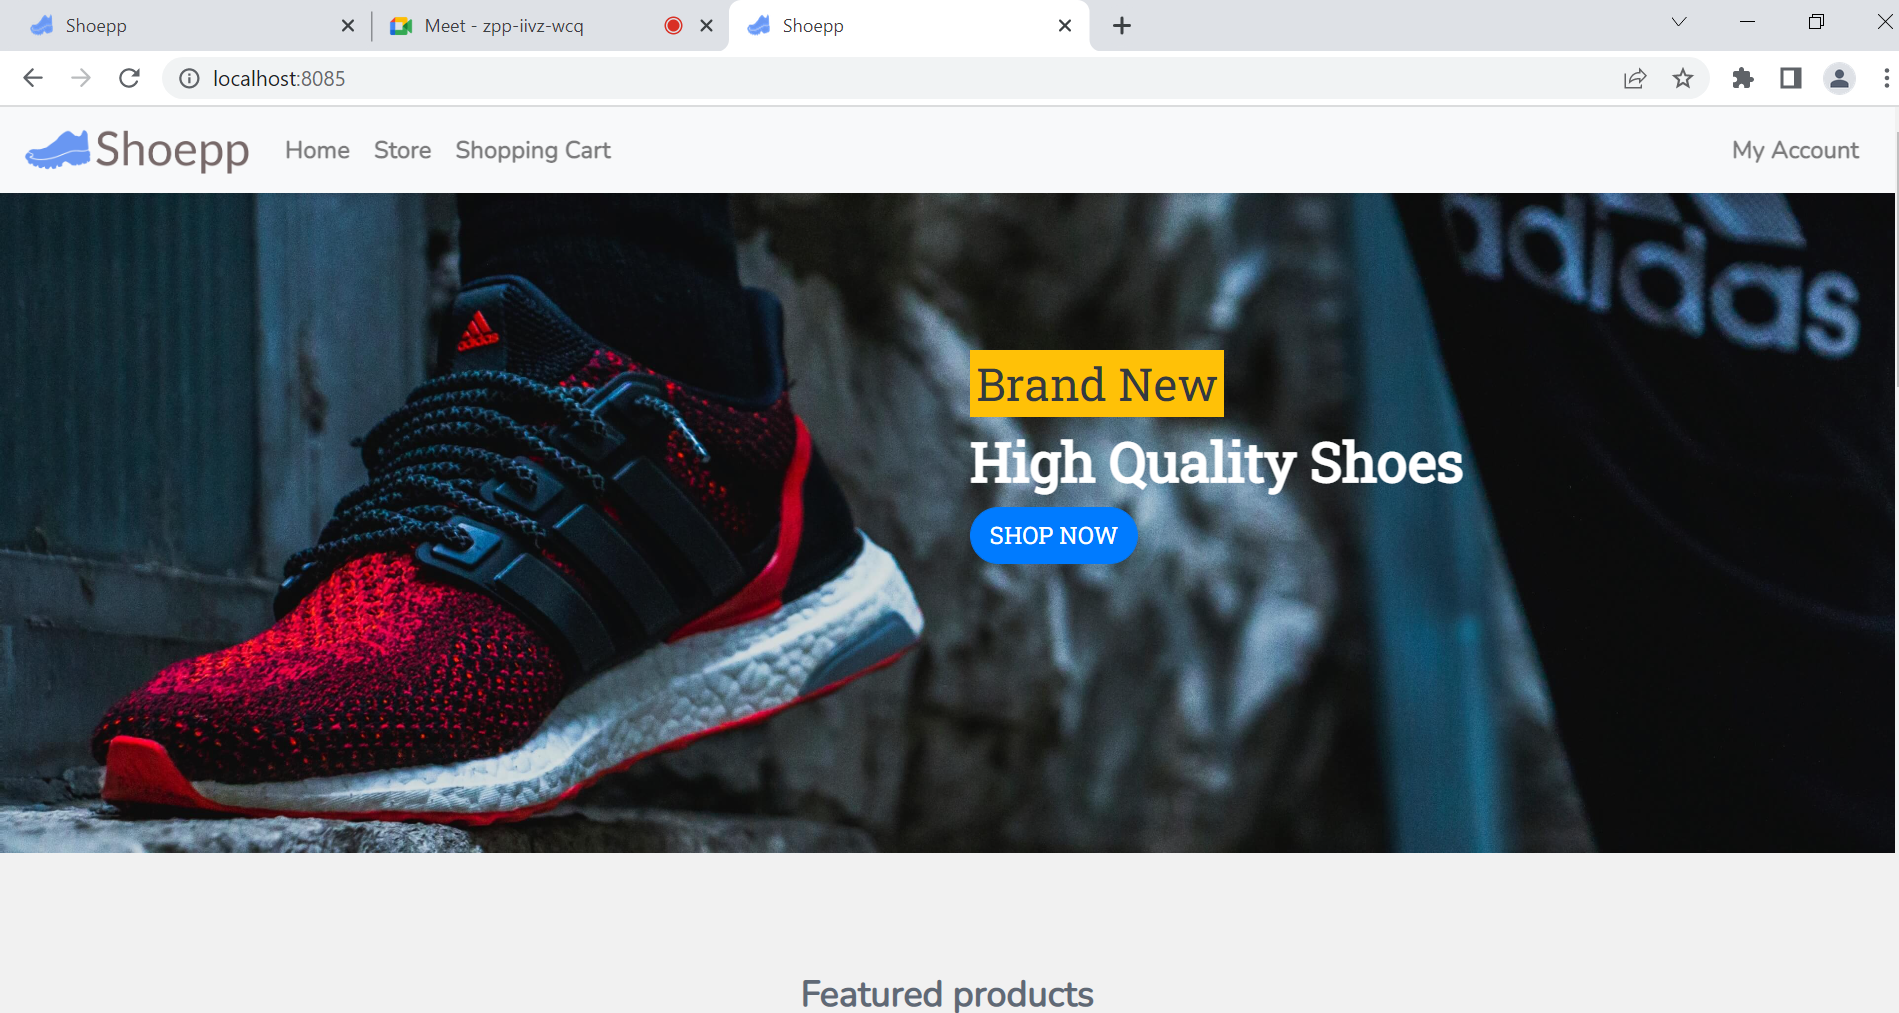 Shoepp
Meet - zpp-iivz-wcq
Shoepp
localhost:8085
Shoepp
Home
Store
Shopping Cart
My Account
adidas
adidas
Brand New
High Quality Shoes
SHOP NOW
Featured products